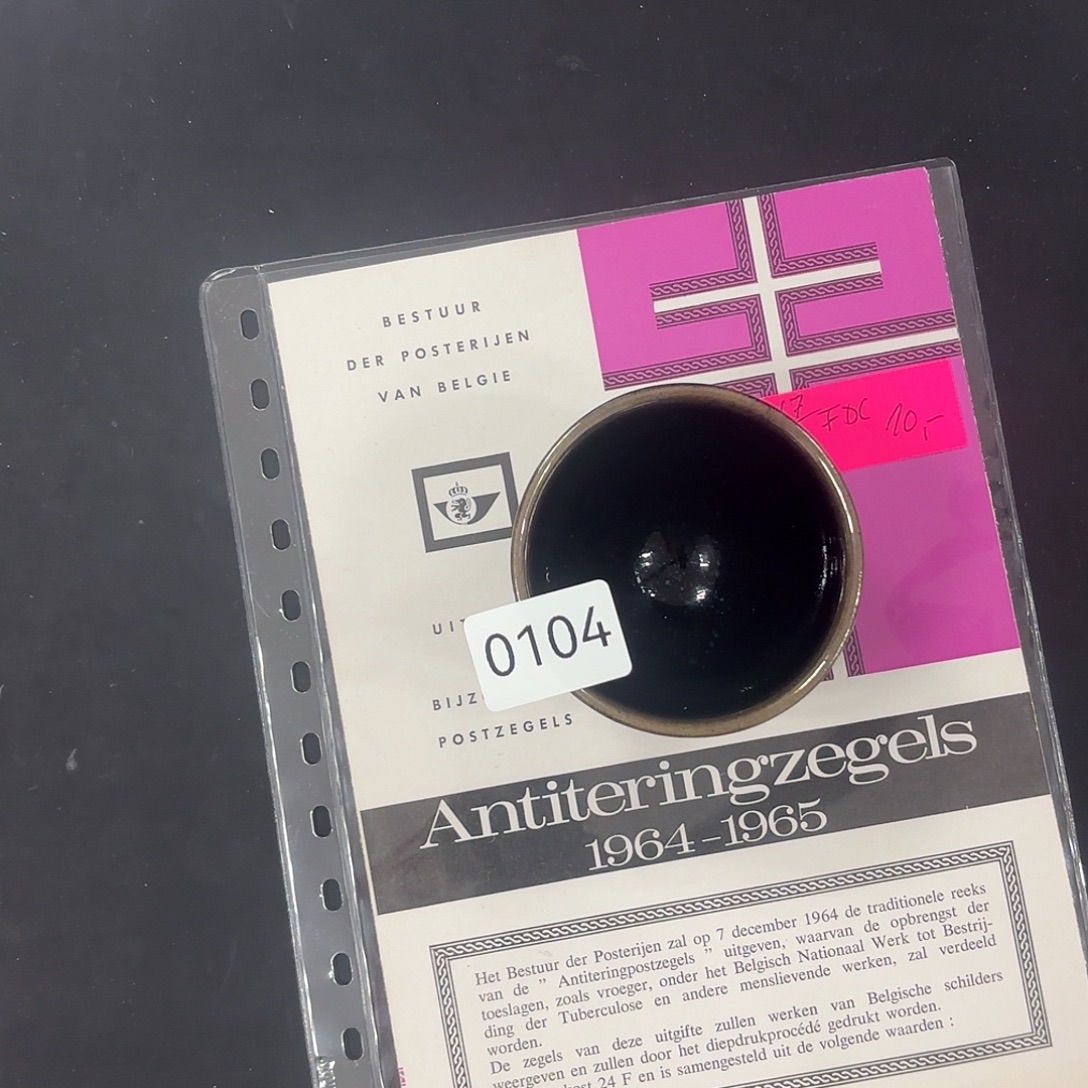 BESTUUR
DER POSTERIJEN
VAN BELGIE
FDC 10,-
0104
POSTZEGELS
Antiteringzegels
1964-1965
Het Bestuur der Posterijen zal op 7 december 1964 de traditionele reeks
van de " Antiteringpostzegels " uitgeven, waarvan de opbrengst der
toeslagen, zoals vroeger, onder het Belgisch Nationaal Werk tot Bestrij-
ding der Tuberculose en andere menslievende werken, zal verdeeld
worden.
De zegels van deze uitgifte zullen werken van Belgische schilders
weergeven en zullen door het diepdrukprocédé gedrukt worden.
24 F en is samengesteld uit de volgende waarden :